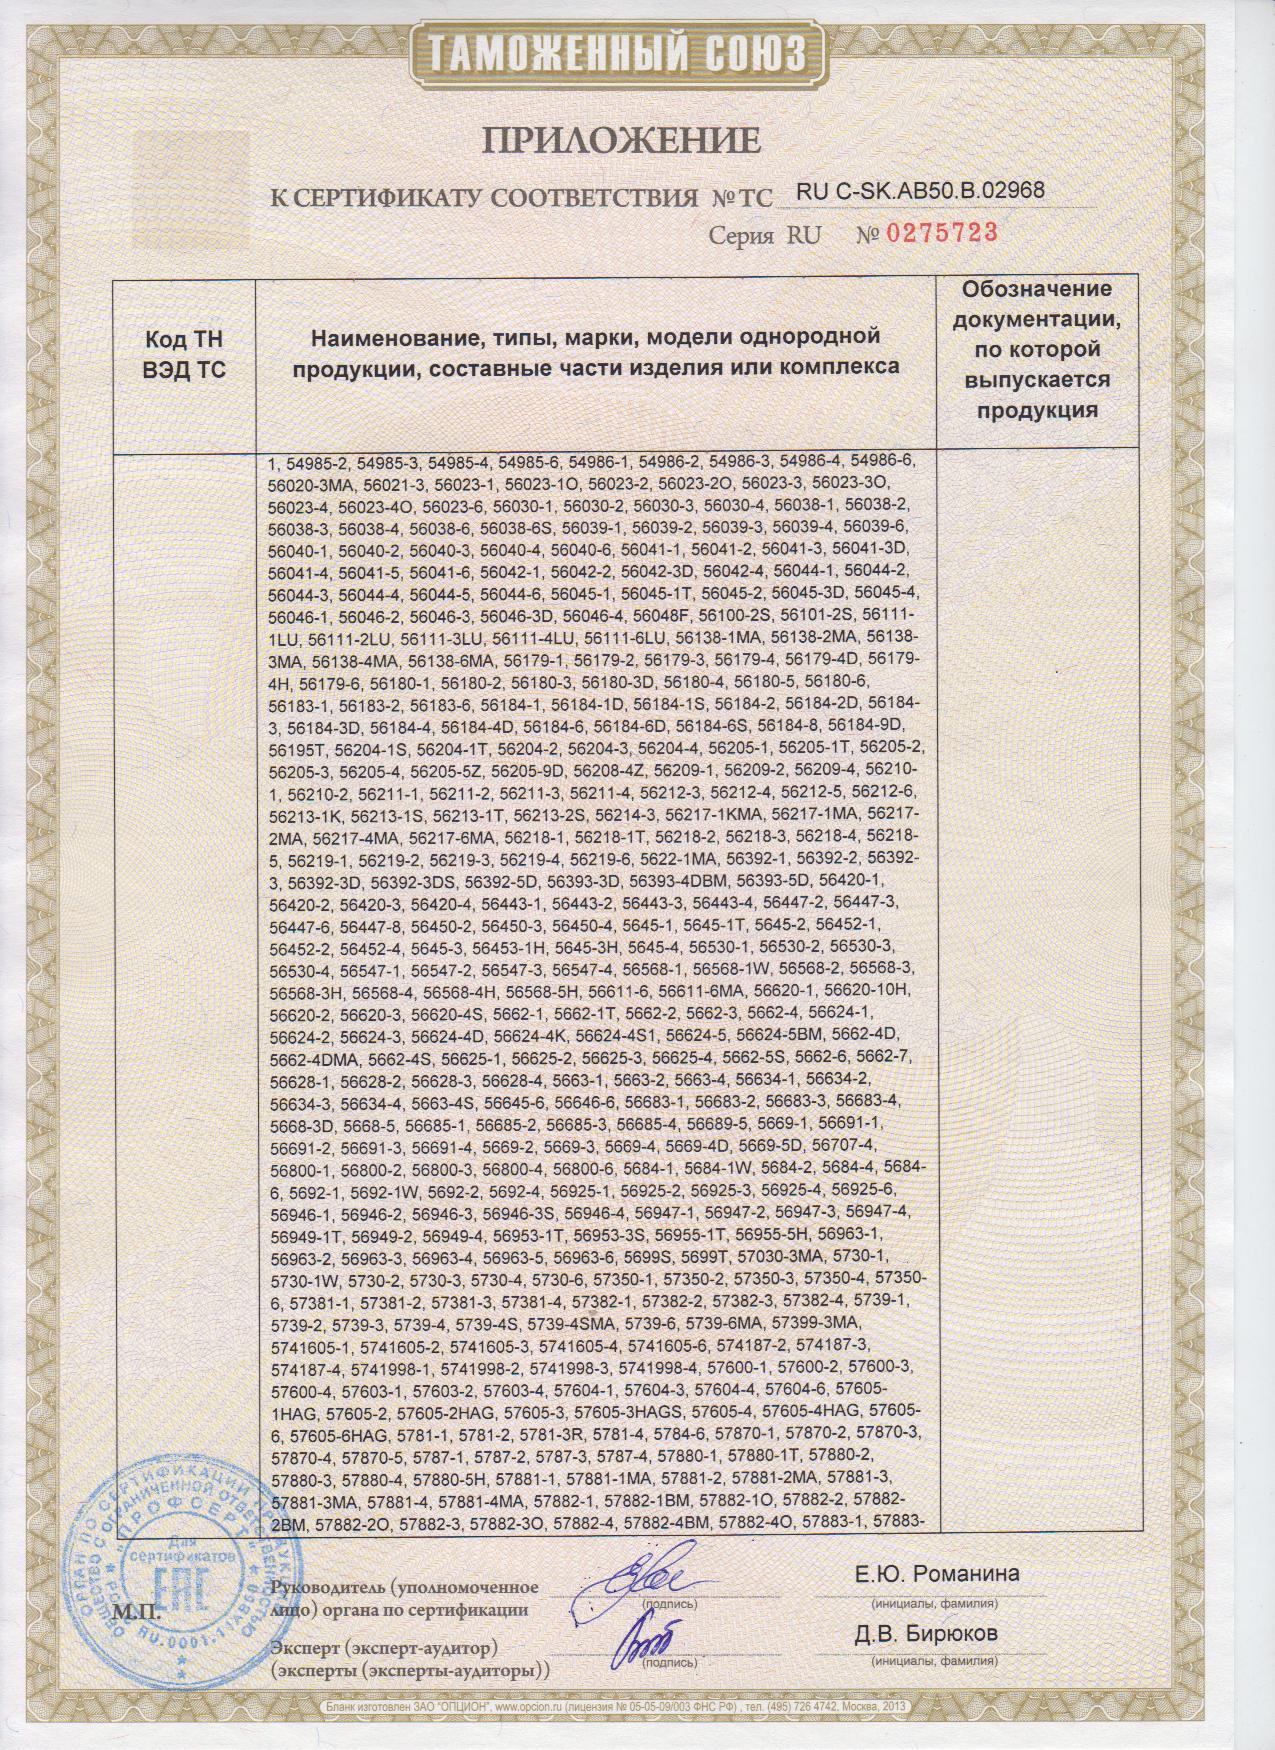 ТАМОЖЕННЫЙ СОЮЗ
ПРИЛОЖЕНИЕ
К СЕРТИФИКАТУ СООТВЕТСТВИЯ № ТС RU C-SK.АВ50.В.02968
Серия RU № 0275723
Код ТН
ВЭД ТС
Наименование, типы, марки, модели однородной
продукции, составные части изделия или комплекса
Обозначение
документации,
по которой
выпускается
продукция
1, 54985-2, 54985-3, 54985-4, 54985-6, 54986-1, 54986-2, 54986-3, 54986-4, 54986-6,
56020-3MA, 56021-3, 56023-1, 56023-1O, 56023-2, 56023-2O, 56023-3, 56023-3O,
56023-4, 56023-4O, 56023-6, 56030-1, 56030-2, 56030-3, 56030-4, 56038-1, 56038-2,
56038-3, 56038-4, 56038-6, 56038-6S, 56039-1, 56039-2, 56039-3, 56039-4, 56039-6,
56040-1, 56040-2, 56040-3, 56040-4, 56040-6, 56041-1, 56041-2, 56041-3, 56041-3D,
56041-4, 56041-5, 56041-6, 56042-1, 56042-2, 56042-3D, 56042-4, 56044-1, 56044-2,
56044-3, 56044-4, 56044-5, 56044-6, 56045-1, 56045-1T, 56045-2, 56045-3D, 56045-4,
56046-1, 56046-2, 56046-3, 56046-3D, 56046-4, 56048F, 56100-2S, 56101-2S, 56111-
1LU, 56111-2LU, 56111-3LU, 56111-4LU, 56111-6LU, 56138-1MA, 56138-2MA, 56138-
3MA, 56138-4MA, 56138-6MA, 56179-1, 56179-2, 56179-3, 56179-4, 56179-4D, 56179-
4H, 56179-6, 56180-1, 56180-2, 56180-3, 56180-3D, 56180-4, 56180-5, 56180-6,
56183-1, 56183-2, 56183-6, 56184-1, 56184-1D, 56184-1S, 56184-2, 56184-2D, 56184-
3, 56184-3D, 56184-4, 56184-4D, 56184-6, 56184-6D, 56184-6S, 56184-8, 56184-9D,
56195T, 56204-1S, 56204-1T, 56204-2, 56204-3, 56204-4, 56205-1, 56205-1T, 56205-2,
56205-3, 56205-4, 56205-5Z, 56205-9D, 56208-4Z, 56209-1, 56209-2, 56209-4, 56210-
1, 56210-2, 56211-1, 56211-2, 56211-3, 56211-4, 56212-3, 56212-4, 56212-5, 56212-6,
56213-1K, 56213-1S, 56213-1T, 56213-2S, 56214-3, 56217-1KMA, 56217-1MA, 56217-
2MA, 56217-4MA, 56217-6MA, 56218-1, 56218-1T, 56218-2, 56218-3, 56218-4, 56218-
5, 56219-1, 56219-2, 56219-3, 56219-4, 56219-6, 5622-1MA, 56392-1, 56392-2, 56392-
3, 56392-3D, 56392-3DS, 56392-5D, 56393-3D, 56393-4DBM, 56393-5D, 56420-1,
56420-2, 56420-3, 56420-4, 56443-1, 56443-2, 56443-3, 56443-4, 56447-2, 56447-3,
56447-6, 56447-8, 56450-2, 56450-3, 56450-4, 5645-1, 5645-1T, 5645-2, 56452-1,
56452-2, 56452-4, 5645-3, 56453-1H, 5645-3H, 5645-4, 56530-1, 56530-2, 56530-3,
56530-4, 56547-1, 56547-2, 56547-3, 56547-4, 56568-1, 56568-1W, 56568-2, 56568-3,
56568-3H, 56568-4, 56568-4H, 56568-5H, 56611-6, 56611-6MA, 56620-1, 56620-10H,
56620-2, 56620-3, 56620-4S, 5662-1, 5662-1T, 5662-2, 5662-3, 5662-4, 56624-1,
56624-2, 56624-3, 56624-4D, 56624-4K, 56624-4S1, 56624-5, 56624-5BM, 5662-4D,
5662-4DMA, 5662-4S, 56625-1, 56625-2, 56625-3, 56625-4, 5662-5S, 5662-6, 5662-7,
56628-1, 56628-2, 56628-3, 56628-4, 5663-1, 5663-2, 5663-4, 56634-1, 56634-2,
56634-3, 56634-4, 5663-4S, 56645-6, 56646-6, 56683-1, 56683-2, 56683-3, 56683-4,
5668-3D, 5668-5, 56685-1, 56685-2, 56685-3, 56685-4, 56689-5, 5669-1, 56691-1,
56691-2, 56691-3, 56691-4, 5669-2, 5669-3, 5669-4, 5669-4D, 5669-5D, 56707-4,
56800-1, 56800-2, 56800-3, 56800-4, 56800-6, 5684-1, 5684-1W, 5684-2, 5684-4, 5684-
6, 5692-1, 5692-1W, 5692-2, 5692-4, 56925-1, 56925-2, 56925-3, 56925-4, 56925-6,
56946-1, 56946-2, 56946-3, 56946-3S, 56946-4, 56947-1, 56947-2, 56947-3, 56947-4,
56949-1T, 56949-2, 56949-4, 56953-1T, 56953-3S, 56955-1T, 56955-5H, 56963-1,
56963-2, 56963-3, 56963-4, 56963-5, 56963-6, 5699S, 5699T, 57030-3MA, 5730-1,
5730-1W, 5730-2, 5730-3, 5730-4, 5730-6, 57350-1, 57350-2, 57350-3, 57350-4, 57350-
6, 57381-1, 57381-2, 57381-3, 57381-4, 57382-1, 57382-2, 57382-3, 57382-4, 5739-1,
5739-2, 5739-3, 5739-4, 5739-4S, 5739-4SMA, 5739-6, 5739-6MA, 57399-3MA,
5741605-1, 5741605-2, 5741605-3, 5741605-4, 5741605-6, 574187-2, 574187-3,
574187-4, 5741998-1, 5741998-2, 5741998-3, 5741998-4, 57600-1, 57600-2, 57600-3,
57600-4, 57603-1, 57603-2, 57603-4, 57604-1, 57604-3, 57604-4, 57604-6, 57605-
1HAG, 57605-2, 57605-2HAG, 57605-3, 57605-3HAGS, 57605-4, 57605-4HAG, 57605-
6, 57605-6HAG, 5781-1, 5781-2, 5781-3R, 5781-4, 5784-6, 57870-1, 57870-2, 57870-3,
57870-4, 57870-5, 5787-1, 5787-2, 5787-3, 5787-4, 57880-1, 57880-1T, 57880-2,
57880-3, 57880-4, 57880-5H, 57881-1, 57881-1MA, 57881-2, 57881-2MA, 57881-3,
57881-3MA, 57881-4, 57881-4MA, 57882-1, 57882-1BM, 57882-1O, 57882-2, 57882-
2BM, 57882-2O, 57882-3, 57882-3O, 57882-4, 57882-4BM, 57882-4O, 57883-1, 57883-
ОРГАН ПО СЕРТИФИКАЦИИ ПРОДУКЦИИ
ОБЩЕСТВО С ОГРАНИЧЕННОЙ ОТВЕТСТВЕННОСТЬЮ
"ПРОФСЕРТ"
Для
сертификатов
ЕАС
РОСС RU.0001.11АВ50
М.П.
Руководитель (уполномоченное
лицо) органа по сертификации
(подпись)
Е.Ю. Романина
(инициалы, фамилия)
Эксперт (эксперт-аудитор)
(эксперты (эксперты-аудиторы))
(подпись)
Д.В. Бирюков
(инициалы, фамилия)
Бланк изготовлен ЗАО "ОПЦИОН", www.opcion.ru (лицензия № 05-05-09/003 ФНС РФ) , тел. (495) 726 4742, Москва, 2013